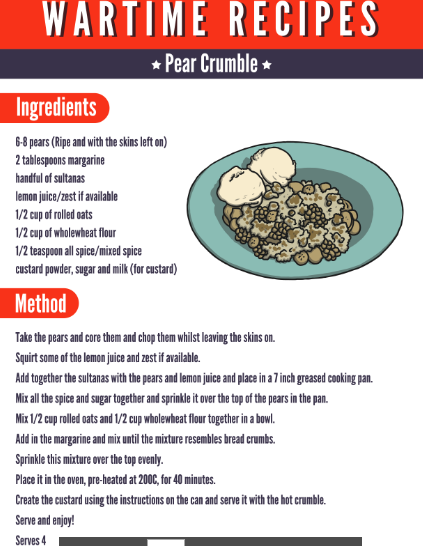 WARTIME RECIPES
★ Pear Crumble ★
Ingredients
6-8 pears (Ripe and with the skins left on)
2 tablespoons margarine
handful of sultanas
lemon juice/zest if available
1/2 cup of rolled oats
1/2 cup of wholewheat flour
1/2 teaspoon all spice/mixed spice
custard powder, sugar and milk (for custard)
Method
Take the pears and core them and chop them whilst leaving the skins on.
Squirt some of the lemon juice and zest if available.
Add together the sultanas with the pears and lemon juice and place in a 7 inch greased cooking pan.
Mix all the spice and sugar together and sprinkle it over the top of the pears in the pan.
Mix 1/2 cup rolled oats and 1/2 cup wholewheat flour together in a bowl.
Add in the margarine and mix until the mixture resembles bread crumbs.
Sprinkle this mixture over the top evenly.
Place it in the oven, pre-heated at 200C, for 40 minutes.
Create the custard using the instructions on the can and serve it with the hot crumble.
Serve and enjoy!
Serves 4